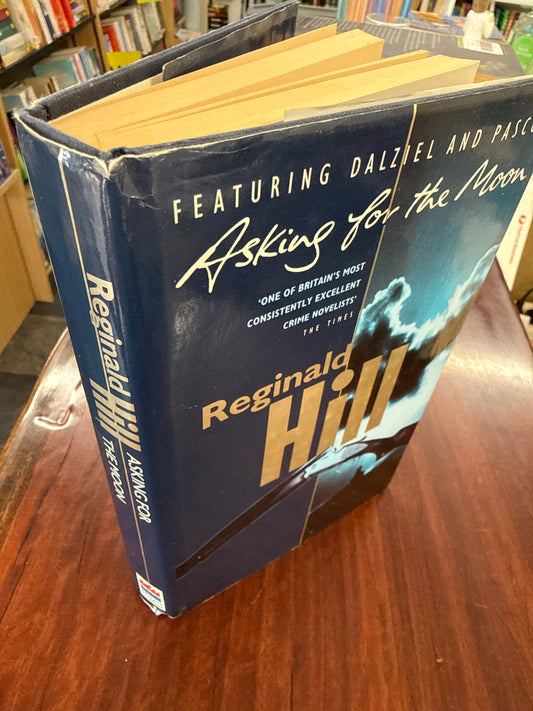 FEATURING DALZIEL AND PASCO
Asking for the Moon
'ONE OF BRITAIN'S MOST
CONSISTENTLY EXCELLENT
CRIME NOVELISTS'
THE TIMES
Reginald
Hill
Reginald
Hill
ASKING FOR
THE MOON